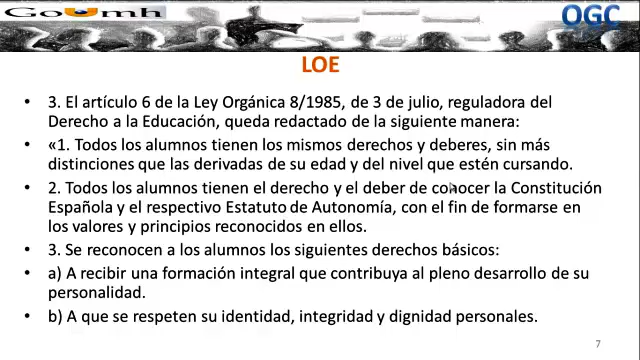 GOUmh
OGC
LOE
• 3. El artículo 6 de la Ley Orgánica 8/1985, de 3 de julio, reguladora del
Derecho a la Educación, queda redactado de la siguiente manera:
• «1. Todos los alumnos tienen los mismos derechos y deberes, sin más
distinciones que las derivadas de su edad y del nivel que estén cursando.
• 2. Todos los alumnos tienen el derecho y el deber de conocer la Constitución
Española y el respectivo Estatuto de Autonomía, con el fin de formarse en
los valores y principios reconocidos en ellos.
• 3. Se reconocen a los alumnos los siguientes derechos básicos:
• a) A recibir una formación integral que contribuya al pleno desarrollo de su
personalidad.
• b) A que se respeten su identidad, integridad y dignidad personales.
7